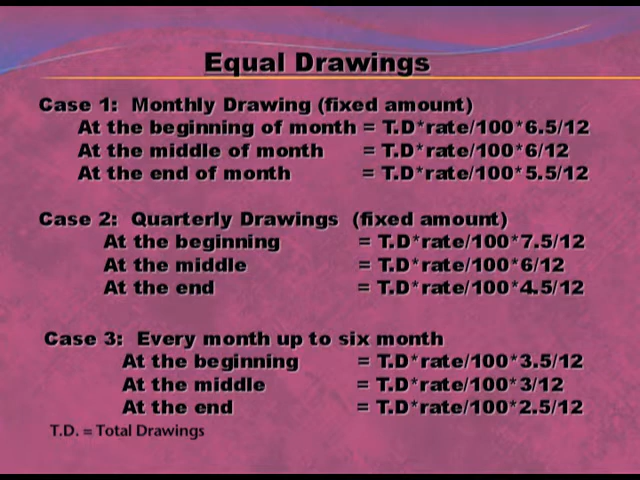 Equal Drawings
Case 1: Monthly Drawing (fixed amount)
At the beginning of month = T.D*rate/100*6.5/12
At the middle of month = T.D*rate/100*6/12
At the end of month = T.D*rate/100*5.5/12
Case 2: Quarterly Drawings (fixed amount)
At the beginning = T.D*rate/100*7.5/12
At the middle = T.D*rate/100*6/12
At the end = T.D*rate/100*4.5/12
Case 3: Every month up to six month
At the beginning = T.D*rate/100*3.5/12
At the middle = T.D*rate/100*3/12
At the end = T.D*rate/100*2.5/12
T.D. = Total Drawings